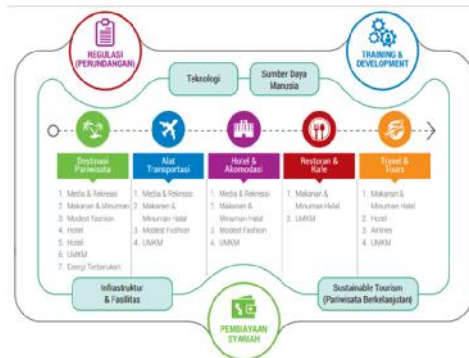 REGULASI
(PERUNDANGAN)
TRAINING &
DEVELOPMENT
Teknologi
Sumber Daya
Manusia
Destinasi
Pariwisata
Alat
Transportasi
Hotel &
Akomodasi
Restoran &
Kafe
Travel &
Tours
1. Media & Rekreasi
2. Makanan & Minuman
3. Modest Fashion
4. Hotel
5. Hotel
6. UMKM
7. Energi Terbarukan
1. Media & Rekreasi
2. Makanan &
Minuman Halal
3. Modest Fashion
4. UMKM
1. Media & Rekreasi
2. Makanan &
Minuman Halal
3. Modest Fashion
4. UMKM
1. Makanan &
Minuman Halal
2. UMKM
1. Makanan &
Minuman Halal
2. Hotel
3. Airlines
4. UMKM
Infrastruktur
& Fasilitas
Sustainable Tourism
(Pariwisata Berkelanjutan)
PEMBIAYAAN
SYARIAH